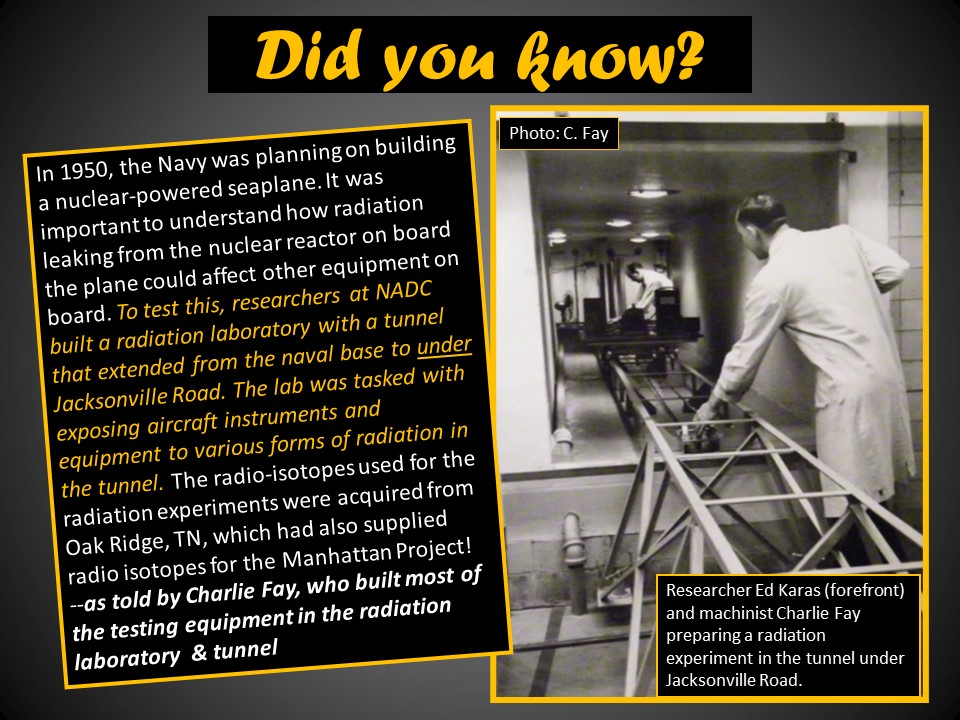 Did you know?
In 1950, the Navy was planning on building
a nuclear-powered seaplane. It was
important to understand how radiation
leaking from the nuclear reactor on board
the plane could affect other equipment on
board. To test this, researchers at NADC
built a radiation laboratory with a tunnel
that extended from the naval base to under
Jacksonville Road. The lab was tasked with
exposing aircraft instruments and
equipment to various forms of radiation in
the tunnel. The radio-isotopes used for the
radiation experiments were acquired from
Oak Ridge, TN, which had also supplied
radio isotopes for the Manhattan Project!
--as told by Charlie Fay, who built most of
the testing equipment in the radiation
laboratory & tunnel
Photo: C. Fay
Researcher Ed Karas (forefront)
and machinist Charlie Fay
preparing a radiation
experiment in the tunnel under
Jacksonville Road.